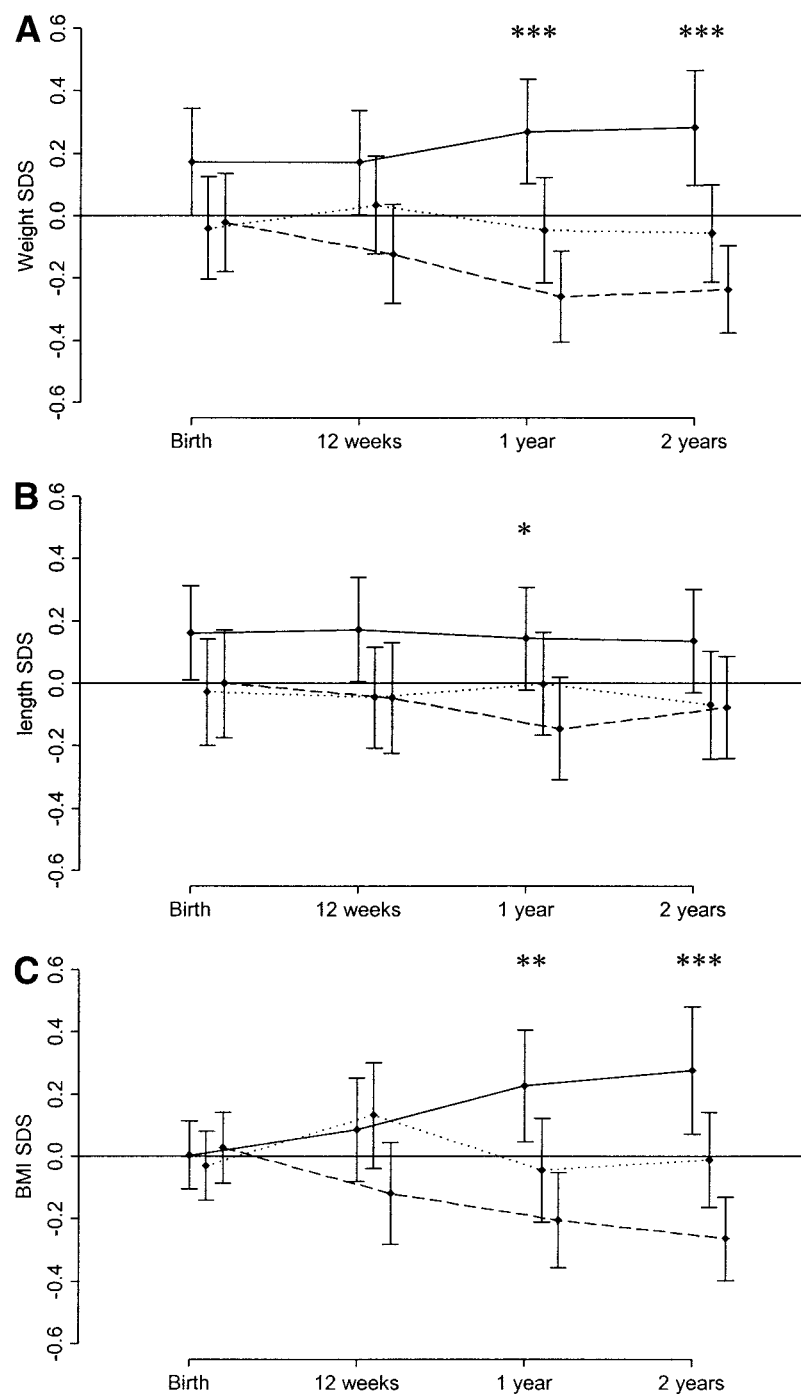 A
*** ***
Weight SDS
0.6
0.4
0.2
0.0
-0.2
-0.4
-0.6
Birth 12 weeks 1 year 2 years
B
*
length SDS
0.6
0.4
0.2
0.0
-0.2
-0.4
-0.6
Birth 12 weeks 1 year 2 years
C
** ***
BMI SDS
0.6
0.4
0.2
0.0
-0.2
-0.4
-0.6
Birth 12 weeks 1 year 2 years